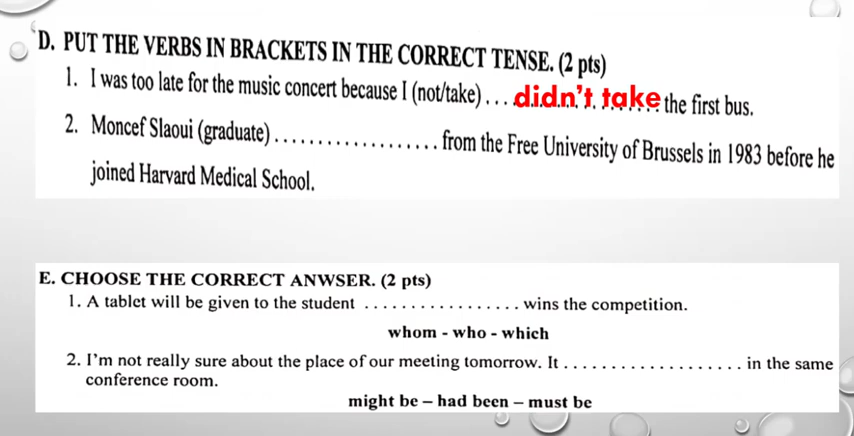 D. PUT THE VERBS IN BRACKETS IN THE CORRECT TENSE. (2 pts)
1. I was too late for the music concert because I (not/take) . . . . didn't take the first bus.
2. Moncef Slaoui (graduate) . . . . . . . . . . . . . . . . . . . from the Free University of Brussels in 1983 before he
joined Harvard Medical School.
E. CHOOSE THE CORRECT ANWSER. (2 pts)
1. A tablet will be given to the student . . . . . . . . . . . . . . . . . wins the competition.
whom - who - which
2. I'm not really sure about the place of our meeting tomorrow. It . . . . . . . . . . . . . . . . . . . in the same
conference room.
might be – had been – must be